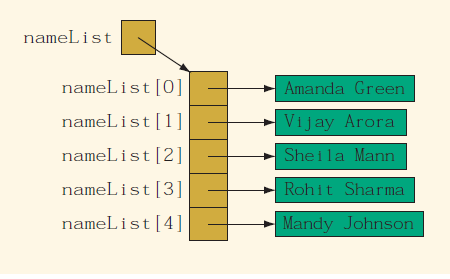 nameList
nameList[0] Amanda Green
nameList[1] Vijay Arora
nameList[2] Sheila Mann
nameList[3] Rohit Sharma
nameList[4] Mandy Johnson